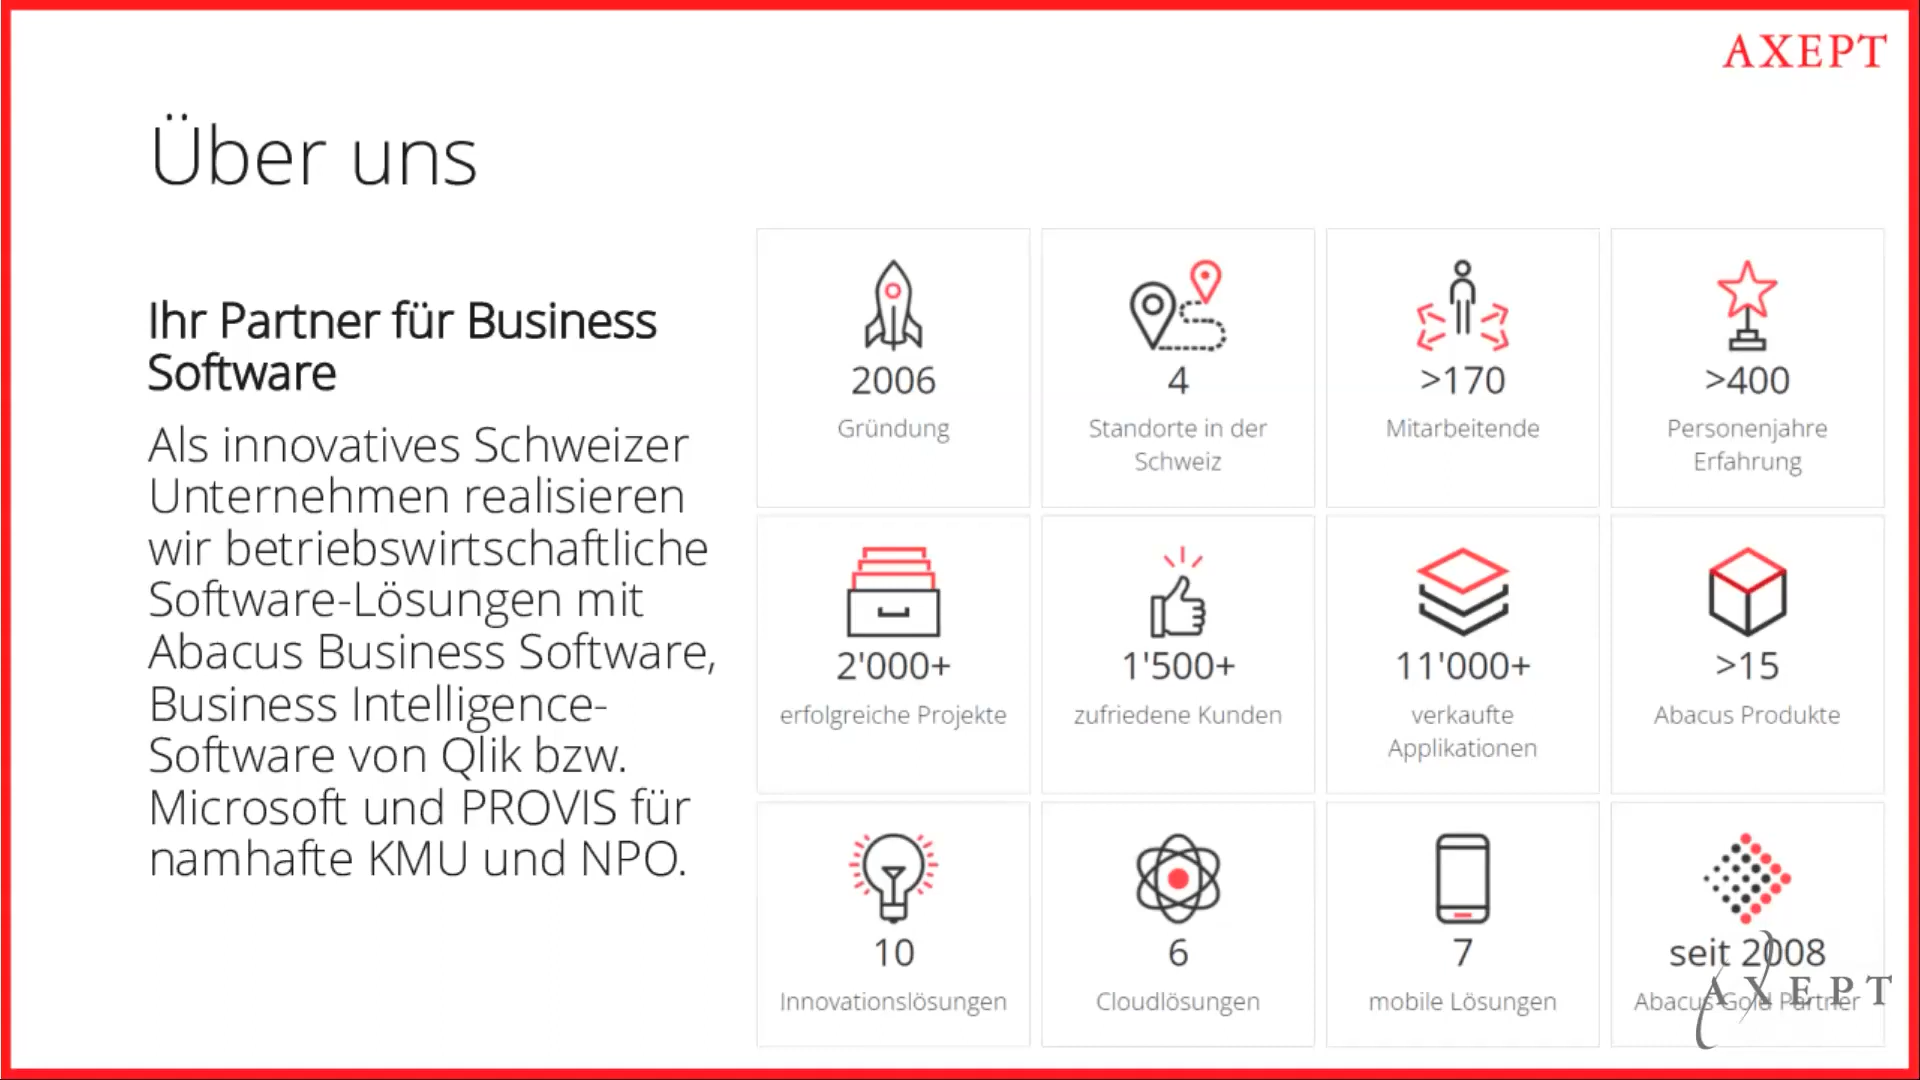 AXEPT
Über uns
Ihr Partner für Business
Software
Als innovatives Schweizer
Unternehmen realisieren
wir betriebswirtschaftliche
Software-Lösungen mit
Abacus Business Software,
Business Intelligence-
Software von Qlik bzw.
Microsoft und PROVIS für
namhafte KMU und NPO.
2006
Gründung
4
Standorte in der
Schweiz
>170
Mitarbeitende
>400
Personenjahre
Erfahrung
2'000+
erfolgreiche Projekte
1'500+
zufriedene Kunden
11'000+
verkaufte
Applikationen
>15
Abacus Produkte
10
Innovationslösungen
6
Cloudlösungen
7
mobile Lösungen
seit 2008
Abacus Gold Partner
AXEPT